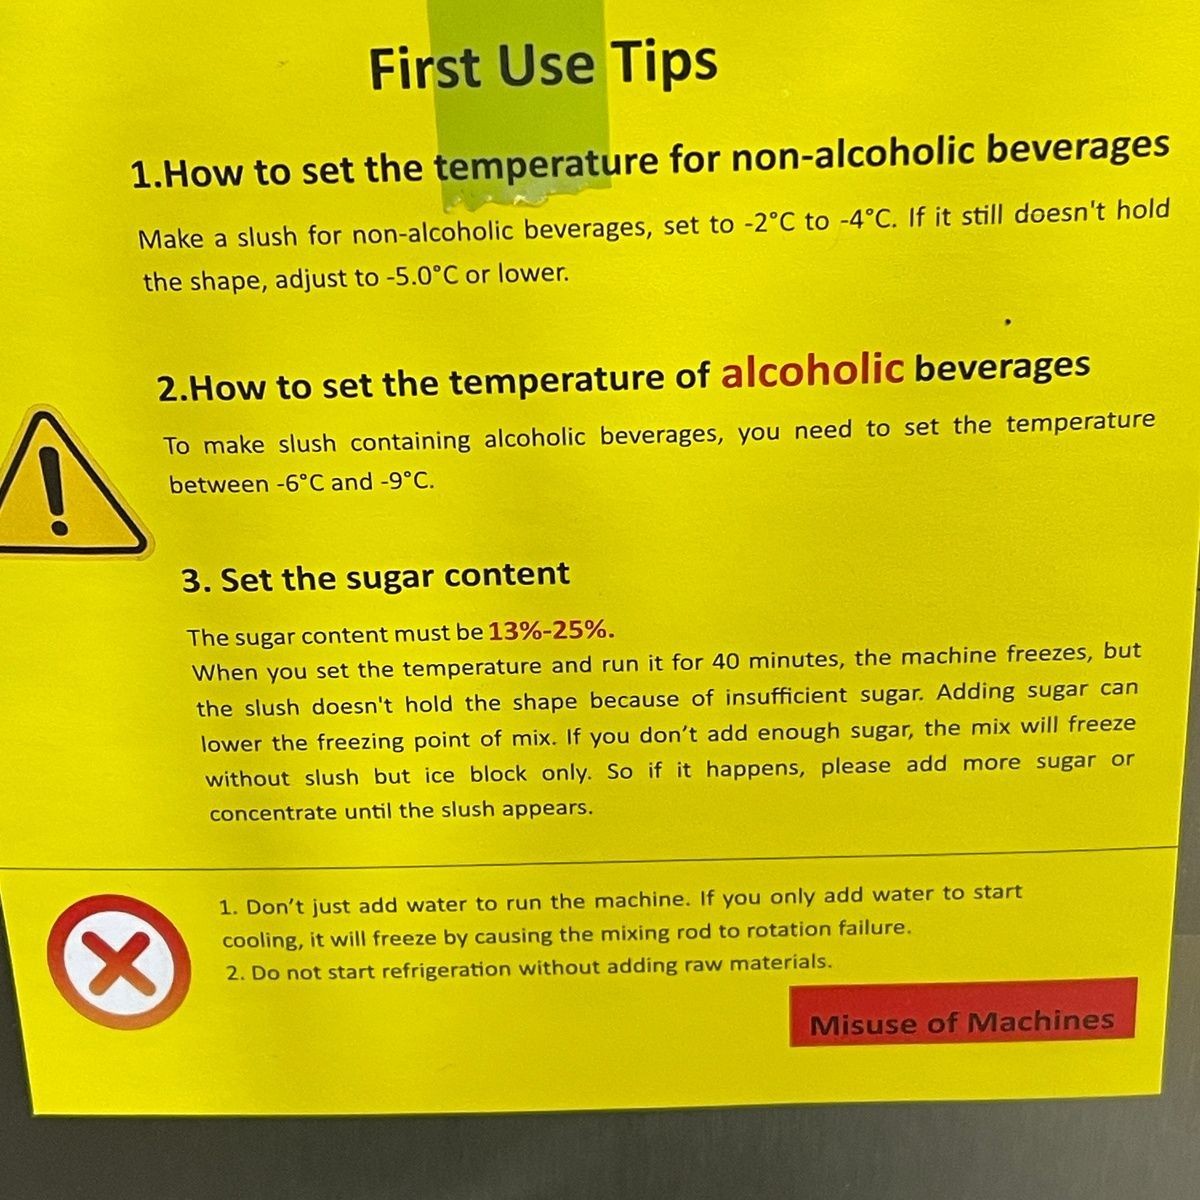 First Use Tips
1.How to set the temperature for non-alcoholic beverages
Make a slush for non-alcoholic beverages, set to -2°C to -4°C. If it still doesn't hold
the shape, adjust to -5.0°C or lower.
2.How to set the temperature of alcoholic beverages
To make slush containing alcoholic beverages, you need to set the temperature
between -6°C and -9°C.
3. Set the sugar content
The sugar content must be 13%-25%.
When you set the temperature and run it for 40 minutes, the machine freezes, but
the slush doesn't hold the shape because of insufficient sugar. Adding sugar can
lower the freezing point of mix. If you don’t add enough sugar, the mix will freeze
without slush but ice block only. So if it happens, please add more sugar or
concentrate until the slush appears.
1. Don’t just add water to run the machine. If you only add water to start
cooling, it will freeze by causing the mixing rod to rotation failure.
2. Do not start refrigeration without adding raw materials.
Misuse of Machines